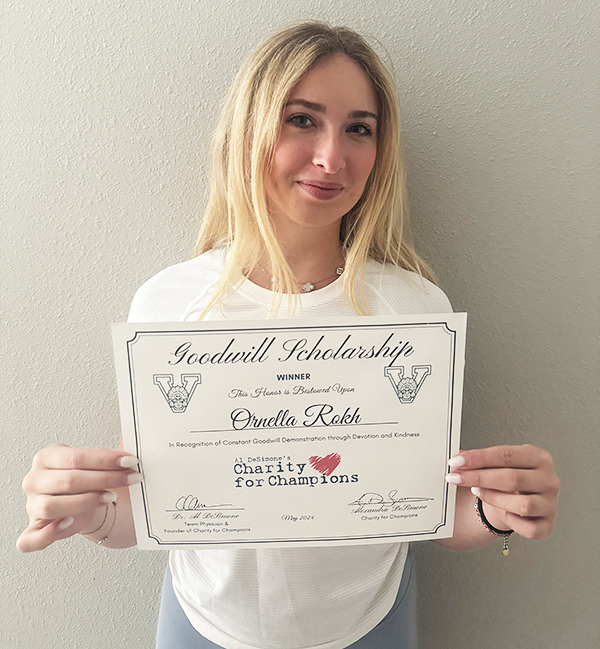 Goodwill Scholarship
WINNER
This Honor is Bestowed Upon
Ornella Rokh
In Recognition of Constant Goodwill Demonstration through Devotion and Kindness
Al DeSimone's
Charity
for Champions
Dr. Al DeSimone
Team Physician &
Founder of Charity for Champions
May 2024
Alexandria DeSimone
Charity for Champions
V
V